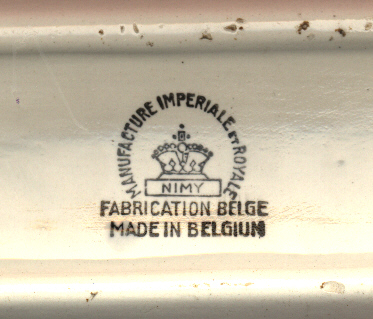 MANUFACTURE IMPERIALE ET ROYALE
NIMY
FABRICATION BELGE
MADE IN BELGIUM